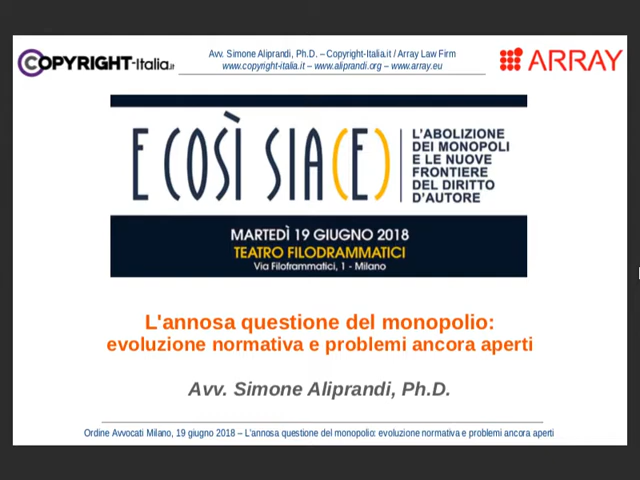 COPYRIGHT-Italia.it
Avv. Simone Aliprandi, Ph.D. – Copyright-Italia.it / Array Law Firm
www.copyright-italia.it – www.aliprandi.org – www.array.eu
ARRAY
E COSÌ SIA(E)
L'ABOLIZIONE
DEI MONOPOLI
E LE NUOVE
FRONTIERE
DEL DIRITTO
D'AUTORE
MARTEDÌ 19 GIUGNO 2018
TEATRO FILODRAMMATICI
Via Filoframmatici, 1 - Milano
L'annosa questione del monopolio:
evoluzione normativa e problemi ancora aperti
Avv. Simone Aliprandi, Ph.D.
Ordine Avvocati Milano, 19 giugno 2018 – L'annosa questione del monopolio: evoluzione normativa e problemi ancora aperti